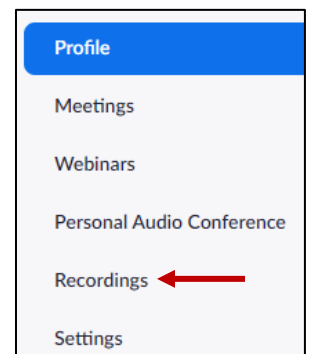 Profile
Meetings
Webinars
Personal Audio Conference
Recordings
Settings